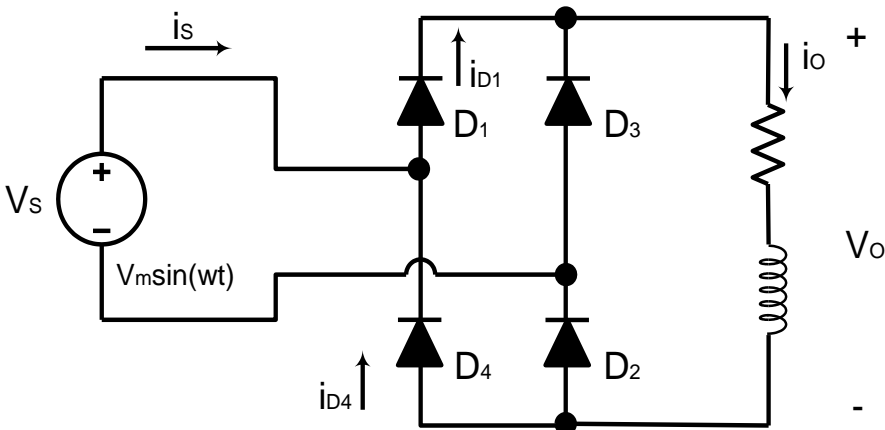 iS
+
iD1
iO
D1
D3
+
VS
-
VO
Vmsin(wt)
D4
D2
iD4
-